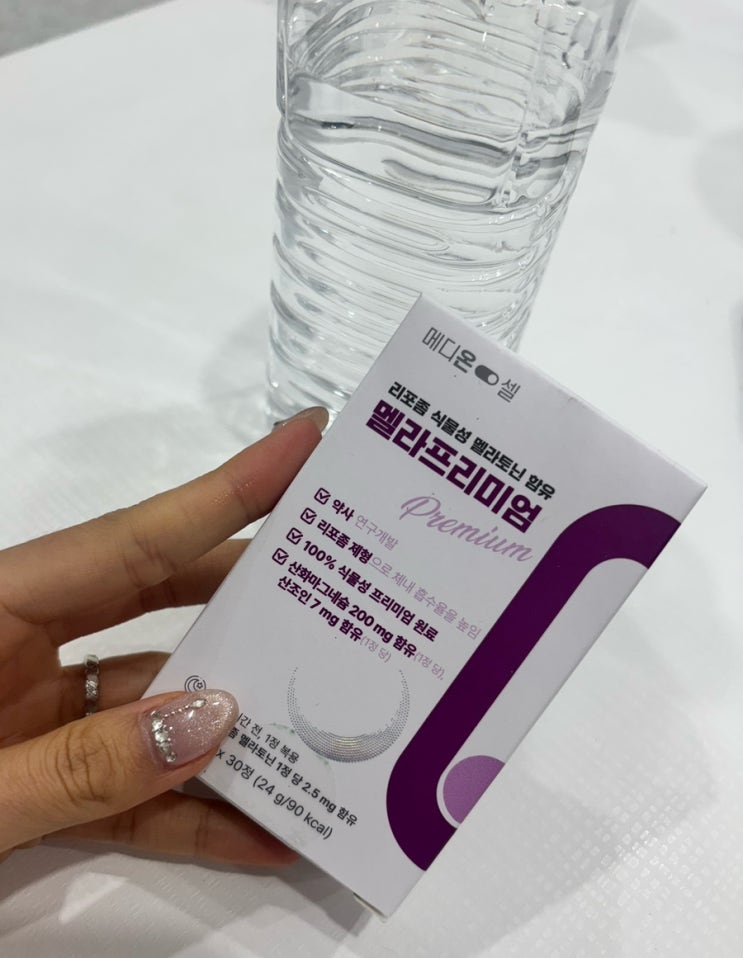 메디온 셀
리포좀 식물성 멜라토닌 함유
멜라프리미엄
Premium
약사 연구개발
리포좀 제형으로 체내 흡수율을 높임
100% 식물성 프리미엄 원료
산화마그네슘 200 mg 함유(1정 당),
산조인 7 mg 함유(1정 당)
전, 1정 복용
멜라토닌 1정 당 2.5 mg 함유
x 30정 (24 g/90 kcal)